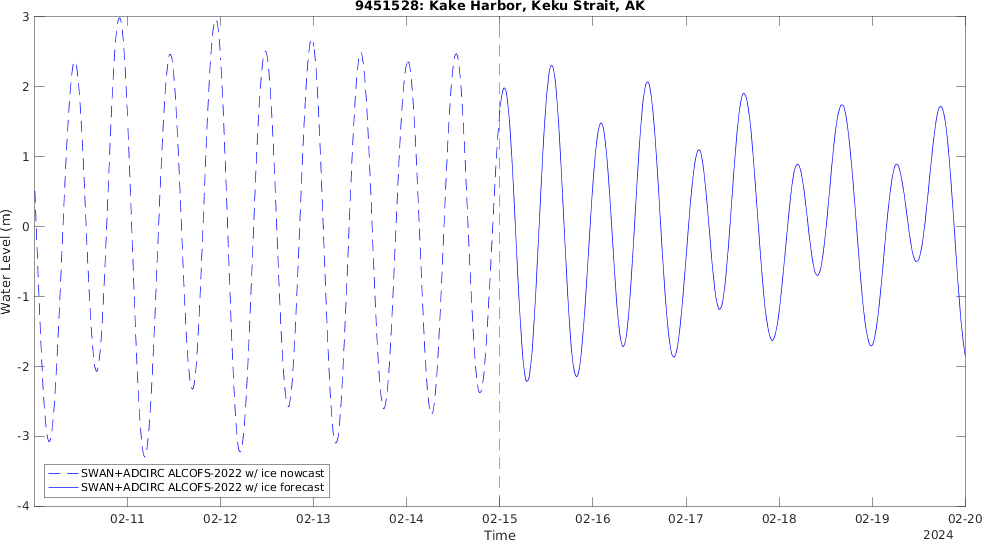 9451528: Kake Harbor, Keku Strait, AK
3
2
1
0
-1
-2
-3
-4
Water Level (m)
SWAN+ADCIRC ALCOFS-2022 w/ ice nowcast
SWAN+ADCIRC ALCOFS-2022 w/ ice forecast
02-11 02-12 02-13 02-14 02-15 02-16 02-17 02-18 02-19 02-20
Time
2024